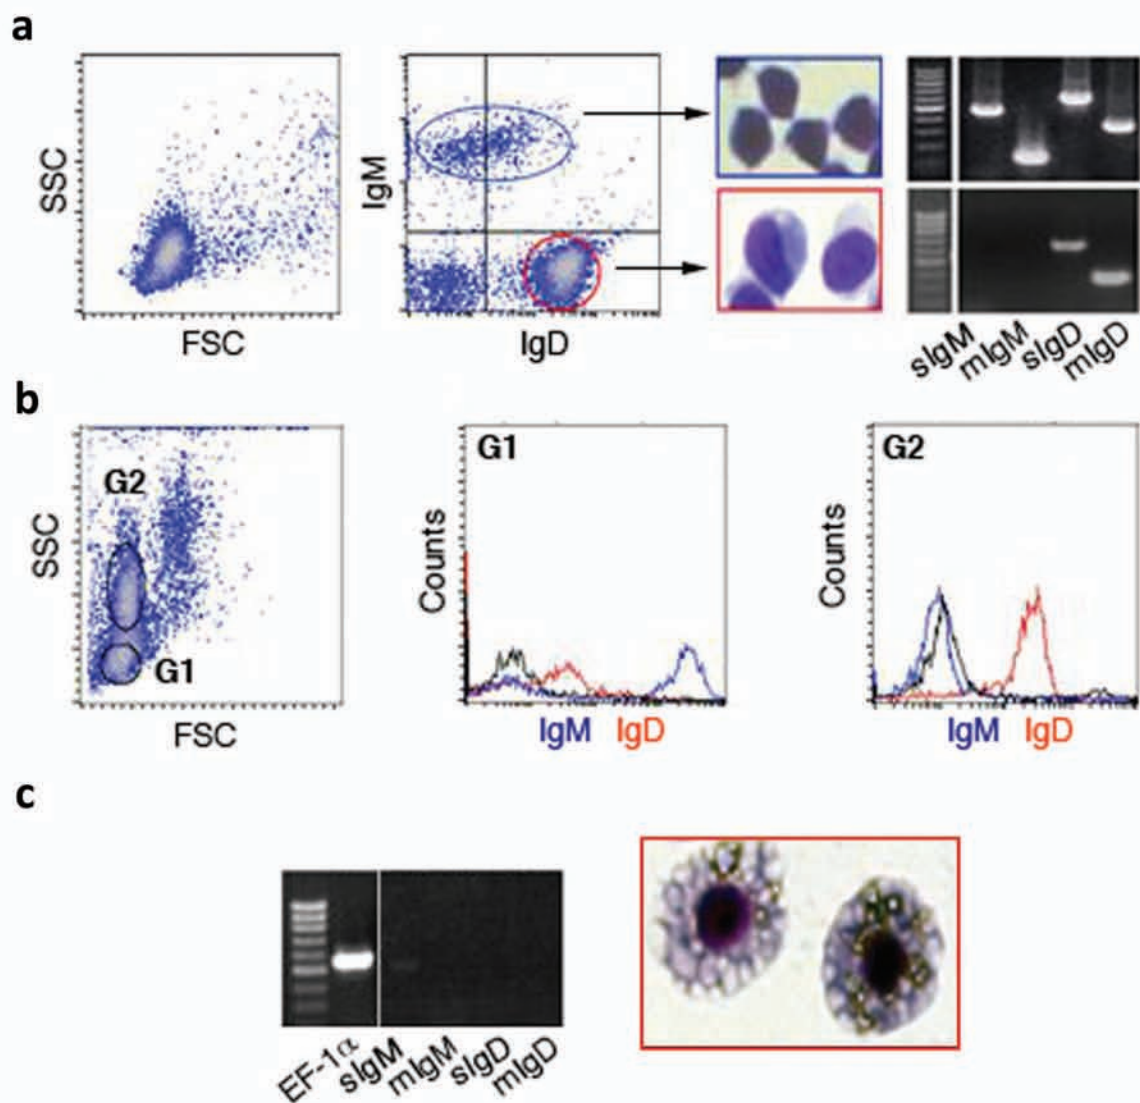 a
SSC
FSC
IgM
IgD
sIgM
mIgM
sIgD
mIgD
b
G2
G1
SSC
FSC
G1
Counts
IgM IgD
G2
Counts
IgM IgD
c
EF-1α
sIgM
mIgM
sIgD
mIgD